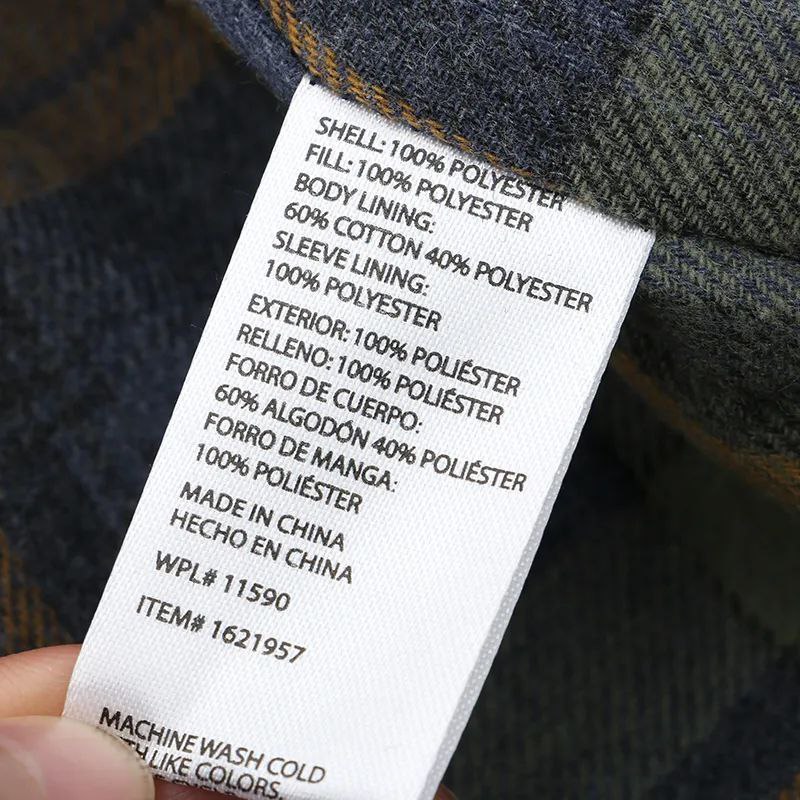 SHELL: 100% POLYESTER
FILL: 100% POLYESTER
BODY LINING:
60% COTTON 40% POLYESTER
SLEEVE LINING:
100% POLYESTER
EXTERIOR: 100% POLIÉSTER
RELLENO: 100% POLIÉSTER
FORRO DE CUERPO:
60% ALGODÓN 40% POLIÉSTER
FORRO DE MANGA:
100% POLIÉSTER
MADE IN CHINA
HECHO EN CHINA
WPL# 11590
ITEM# 1621957
MACHINE WASH COLD
LIKE COLORS.